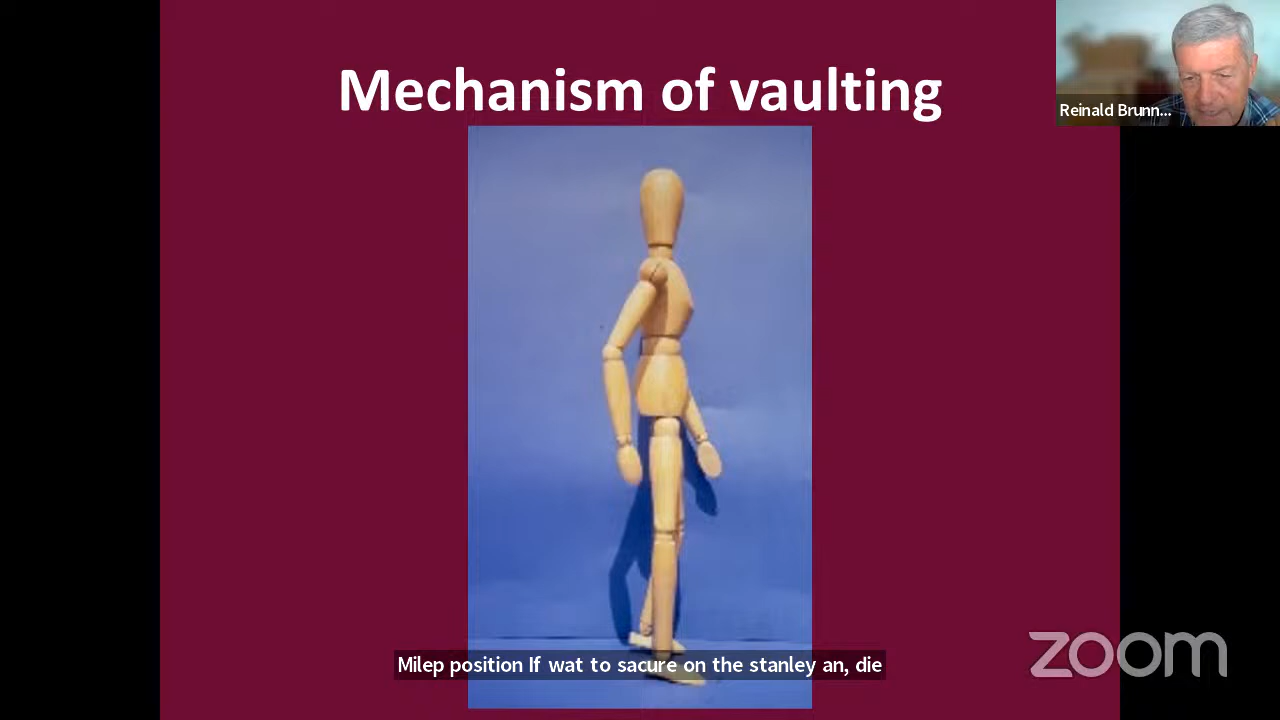 Mechanism of vaulting
Reinald Brunn...
Milep position If wat to sacure on the stanley an, die
zoom